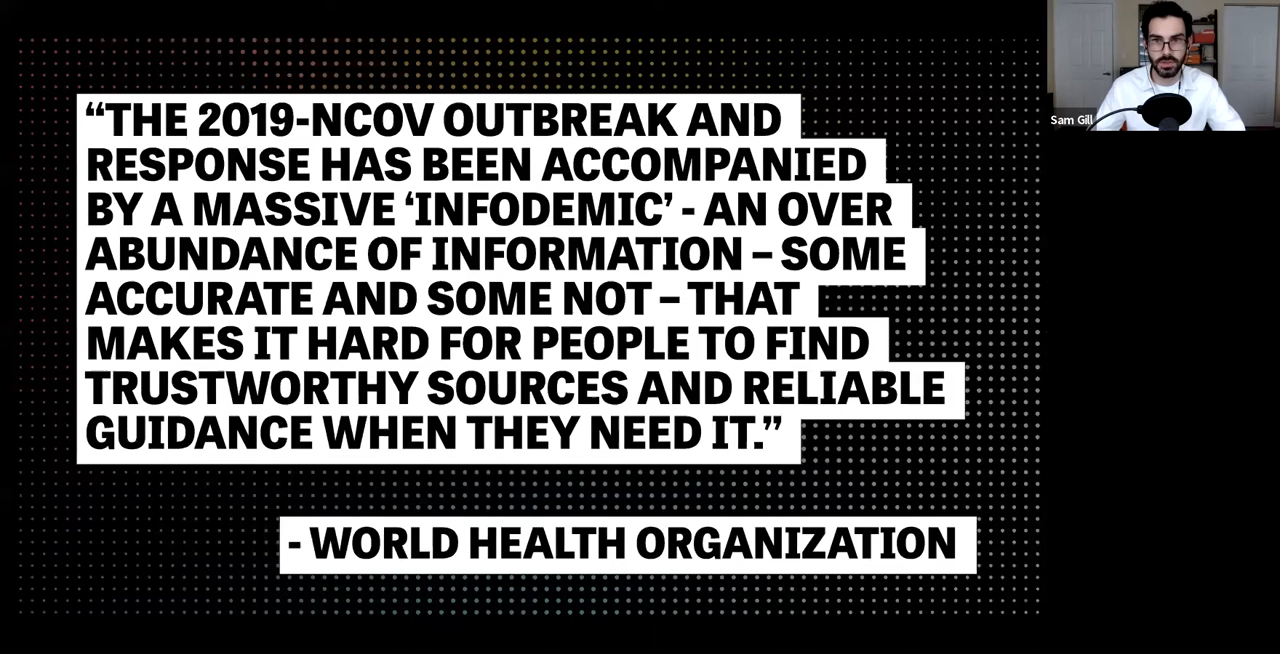 “THE 2019-NCOV OUTBREAK AND
RESPONSE HAS BEEN ACCOMPANIED
BY A MASSIVE ‘INFODEMIC’ - AN OVER
ABUNDANCE OF INFORMATION – SOME
ACCURATE AND SOME NOT – THAT
MAKES IT HARD FOR PEOPLE TO FIND
TRUSTWORTHY SOURCES AND RELIABLE
GUIDANCE WHEN THEY NEED IT.”
- WORLD HEALTH ORGANIZATION
Sam Gill